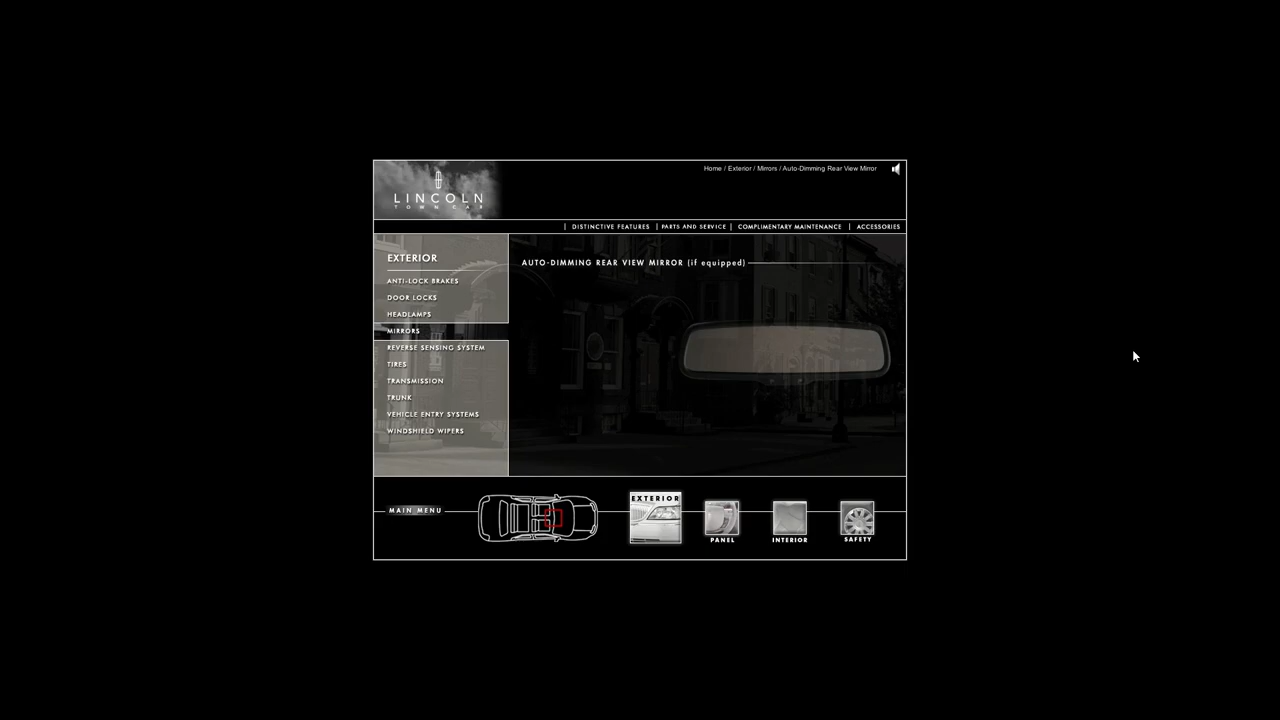 Home / Exterior / Mirrors / Auto-Dimming Rear View Mirror
LINCOLN
TOWN CAR
DISTINCTIVE FEATURES | PARTS AND SERVICE | COMPLIMENTARY MAINTENANCE | ACCESSORIES
EXTERIOR
ANTI-LOCK BRAKES
DOOR LOCKS
HEADLAMPS
MIRRORS
REVERSE SENSING SYSTEM
TIRES
TRANSMISSION
TRUNK
VEHICLE ENTRY SYSTEMS
WINDSHIELD WIPERS
AUTO-DIMMING REAR VIEW MIRROR (if equipped)
MAIN MENU
EXTERIOR
PANEL
INTERIOR
SAFETY